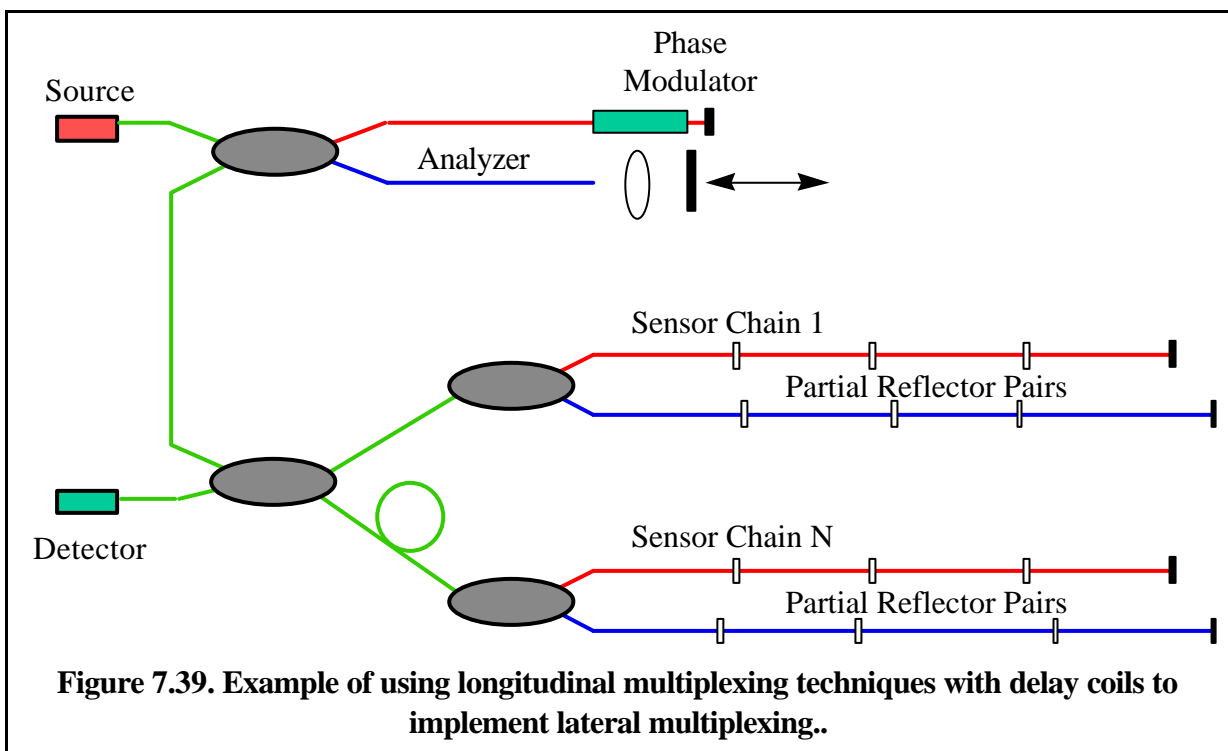 Phase
Modulator
Source
Analyzer
Sensor Chain 1
Partial Reflector Pairs
Detector
Sensor Chain N
Partial Reflector Pairs
Figure 7.39. Example of using longitudinal multiplexing techniques with delay coils to
implement lateral multiplexing..